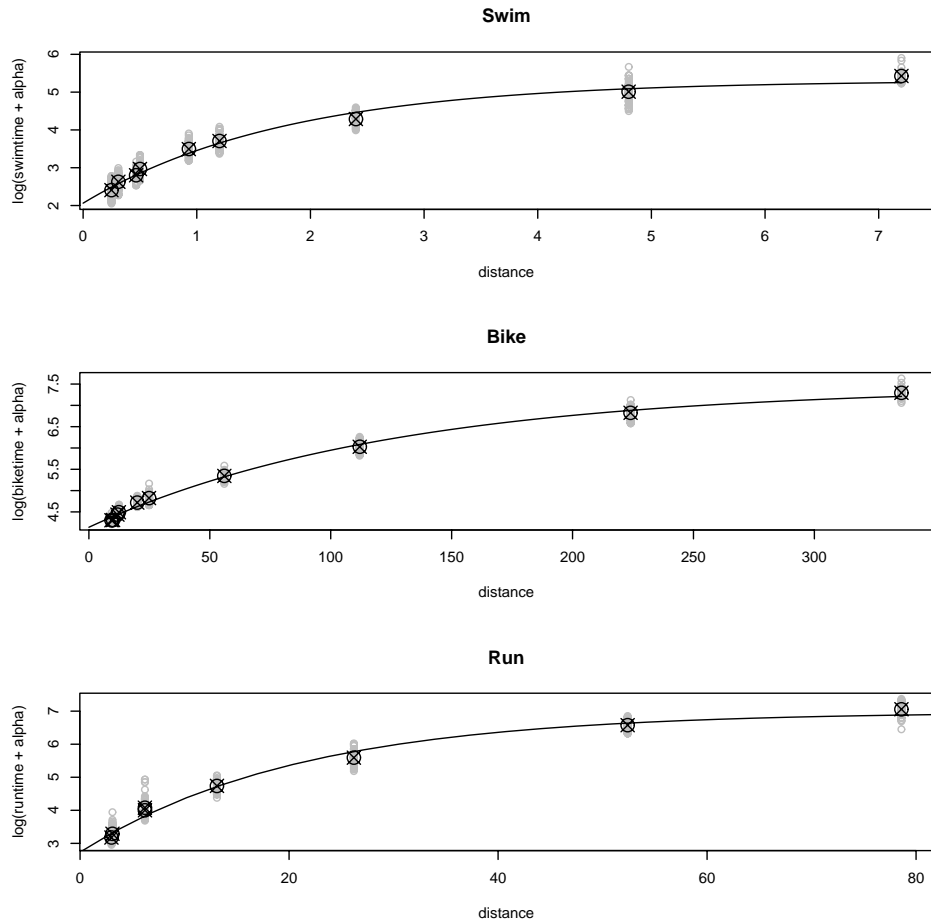 Swim
log(swimtime + alpha)
6
5
4
3
2
0 1 2 3 4 5 6 7
distance
Bike
log(biketime + alpha)
7.5
6.5
5.5
4.5
0 50 100 150 200 250 300
distance
Run
log(runtime + alpha)
7
6
5
4
3
0 20 40 60 80
distance